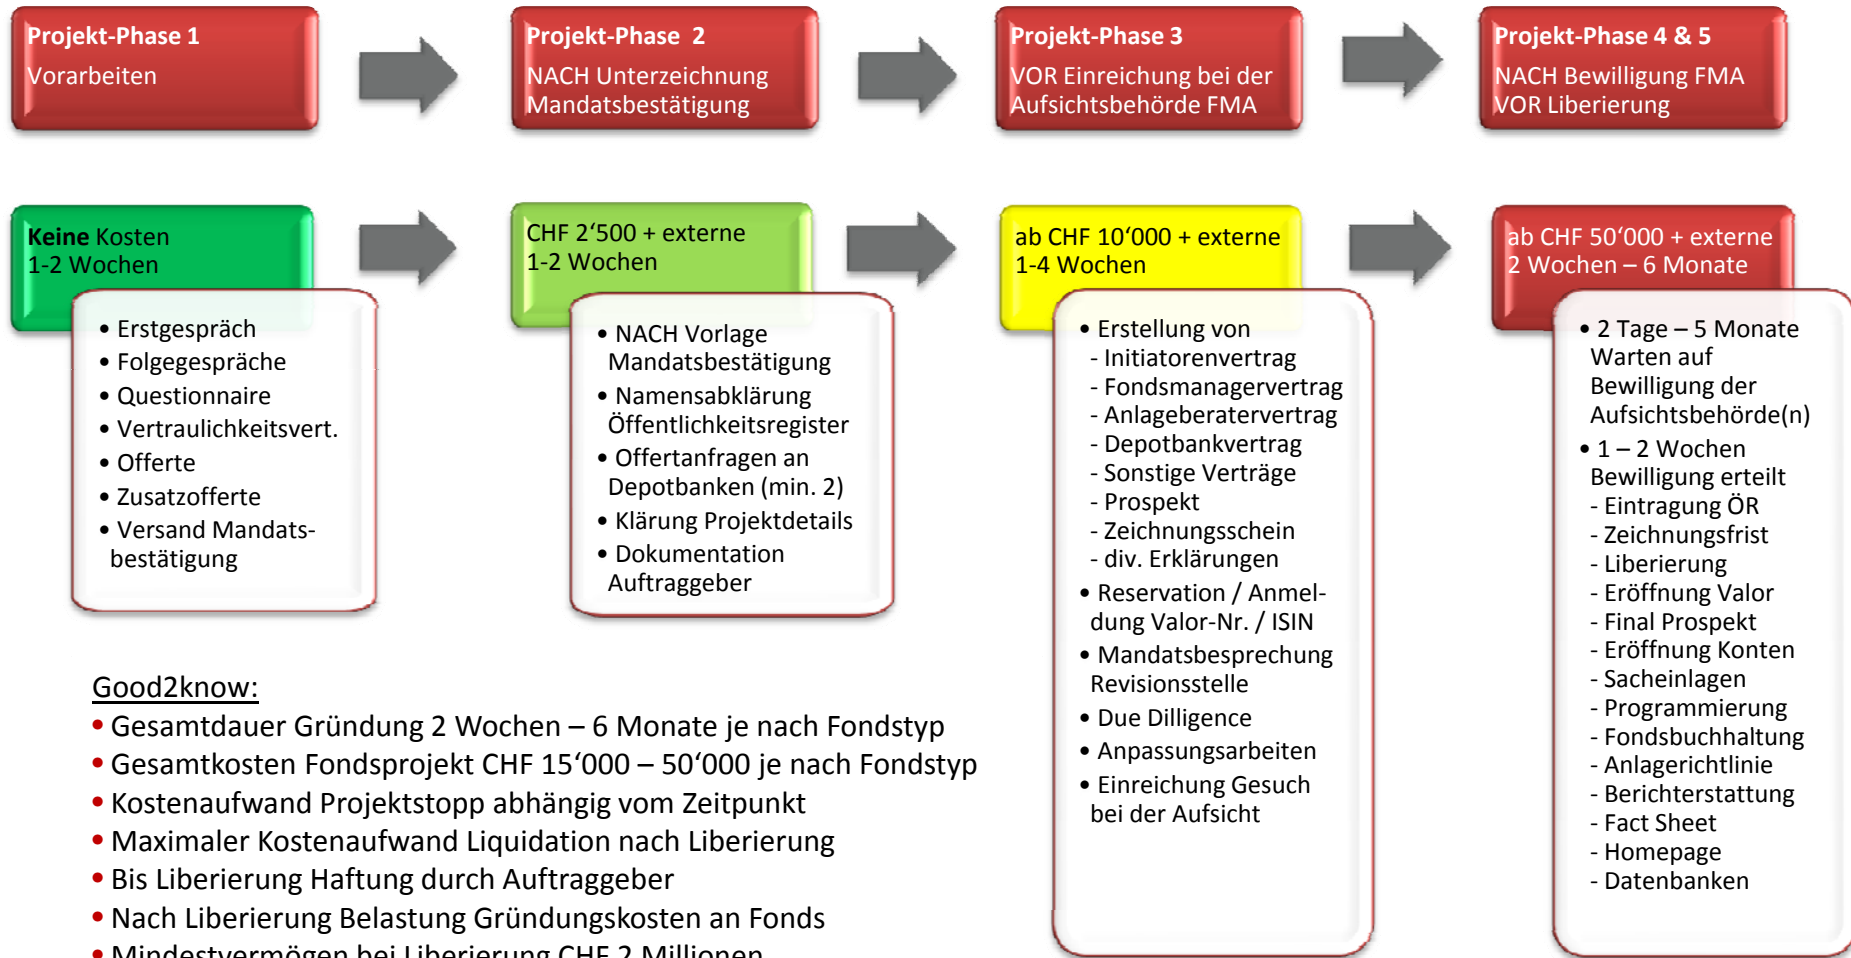 Projekt-Phase 1
Vorarbeiten
Projekt-Phase 2
NACH Unterzeichnung
Mandatsbestätigung
Projekt-Phase 3
VOR Einreichung bei der
Aufsichtsbehörde FMA
Projekt-Phase 4 & 5
NACH Bewilligung FMA
VOR Liberierung
Keine Kosten
1-2 Wochen
CHF 2‘500 + externe
1-2 Wochen
ab CHF 10‘000 + externe
1-4 Wochen
ab CHF 50‘000 + externe
2 Wochen – 6 Monate
• Erstgespräch
• Folgegespräche
• Questionnaire
• Vertraulichkeitsvert.
• Offerte
• Zusatzofferte
• Versand Mandats-
bestätigung
• NACH Vorlage
Mandatsbestätigung
• Namensabklärung
Öffentlichkeitsregister
• Offertanfragen an
Depotbanken (min. 2)
• Klärung Projektdetails
• Dokumentation
Auftraggeber
• Erstellung von
- Initiatorenvertrag
- Fondsmanagervertrag
- Anlageberatervertrag
- Depotbankvertrag
- Sonstige Verträge
- Prospekt
- Zeichnungsschein
- div. Erklärungen
• Reservation / Anmel-
dung Valor-Nr. / ISIN
• Mandatsbesprechung
Revisionsstelle
• Due Dilligence
• Anpassungsarbeiten
• Einreichung Gesuch
bei der Aufsicht
• 2 Tage – 5 Monate
Warten auf
Bewilligung der
Aufsichtsbehörde(n)
• 1 – 2 Wochen
Bewilligung erteilt
- Eintragung ÖR
- Zeichnungsfrist
- Liberierung
- Eröffnung Valor
- Final Prospekt
- Eröffnung Konten
- Sacheinlagen
- Programmierung
- Fondsbuchhaltung
- Anlagerichtlinie
- Berichterstattung
- Fact Sheet
- Homepage
- Datenbanken
Good2know:
• Gesamtdauer Gründung 2 Wochen – 6 Monate je nach Fondstyp
• Gesamtkosten Fondsprojekt CHF 15‘000 – 50‘000 je nach Fondstyp
• Kostenaufwand Projektstopp abhängig vom Zeitpunkt
• Maximaler Kostenaufwand Liquidation nach Liberierung
• Bis Liberierung Haftung durch Auftraggeber
• Nach Liberierung Belastung Gründungskosten an Fonds
• Mindestvermögen bei Liberierung CHF 2 Millionen